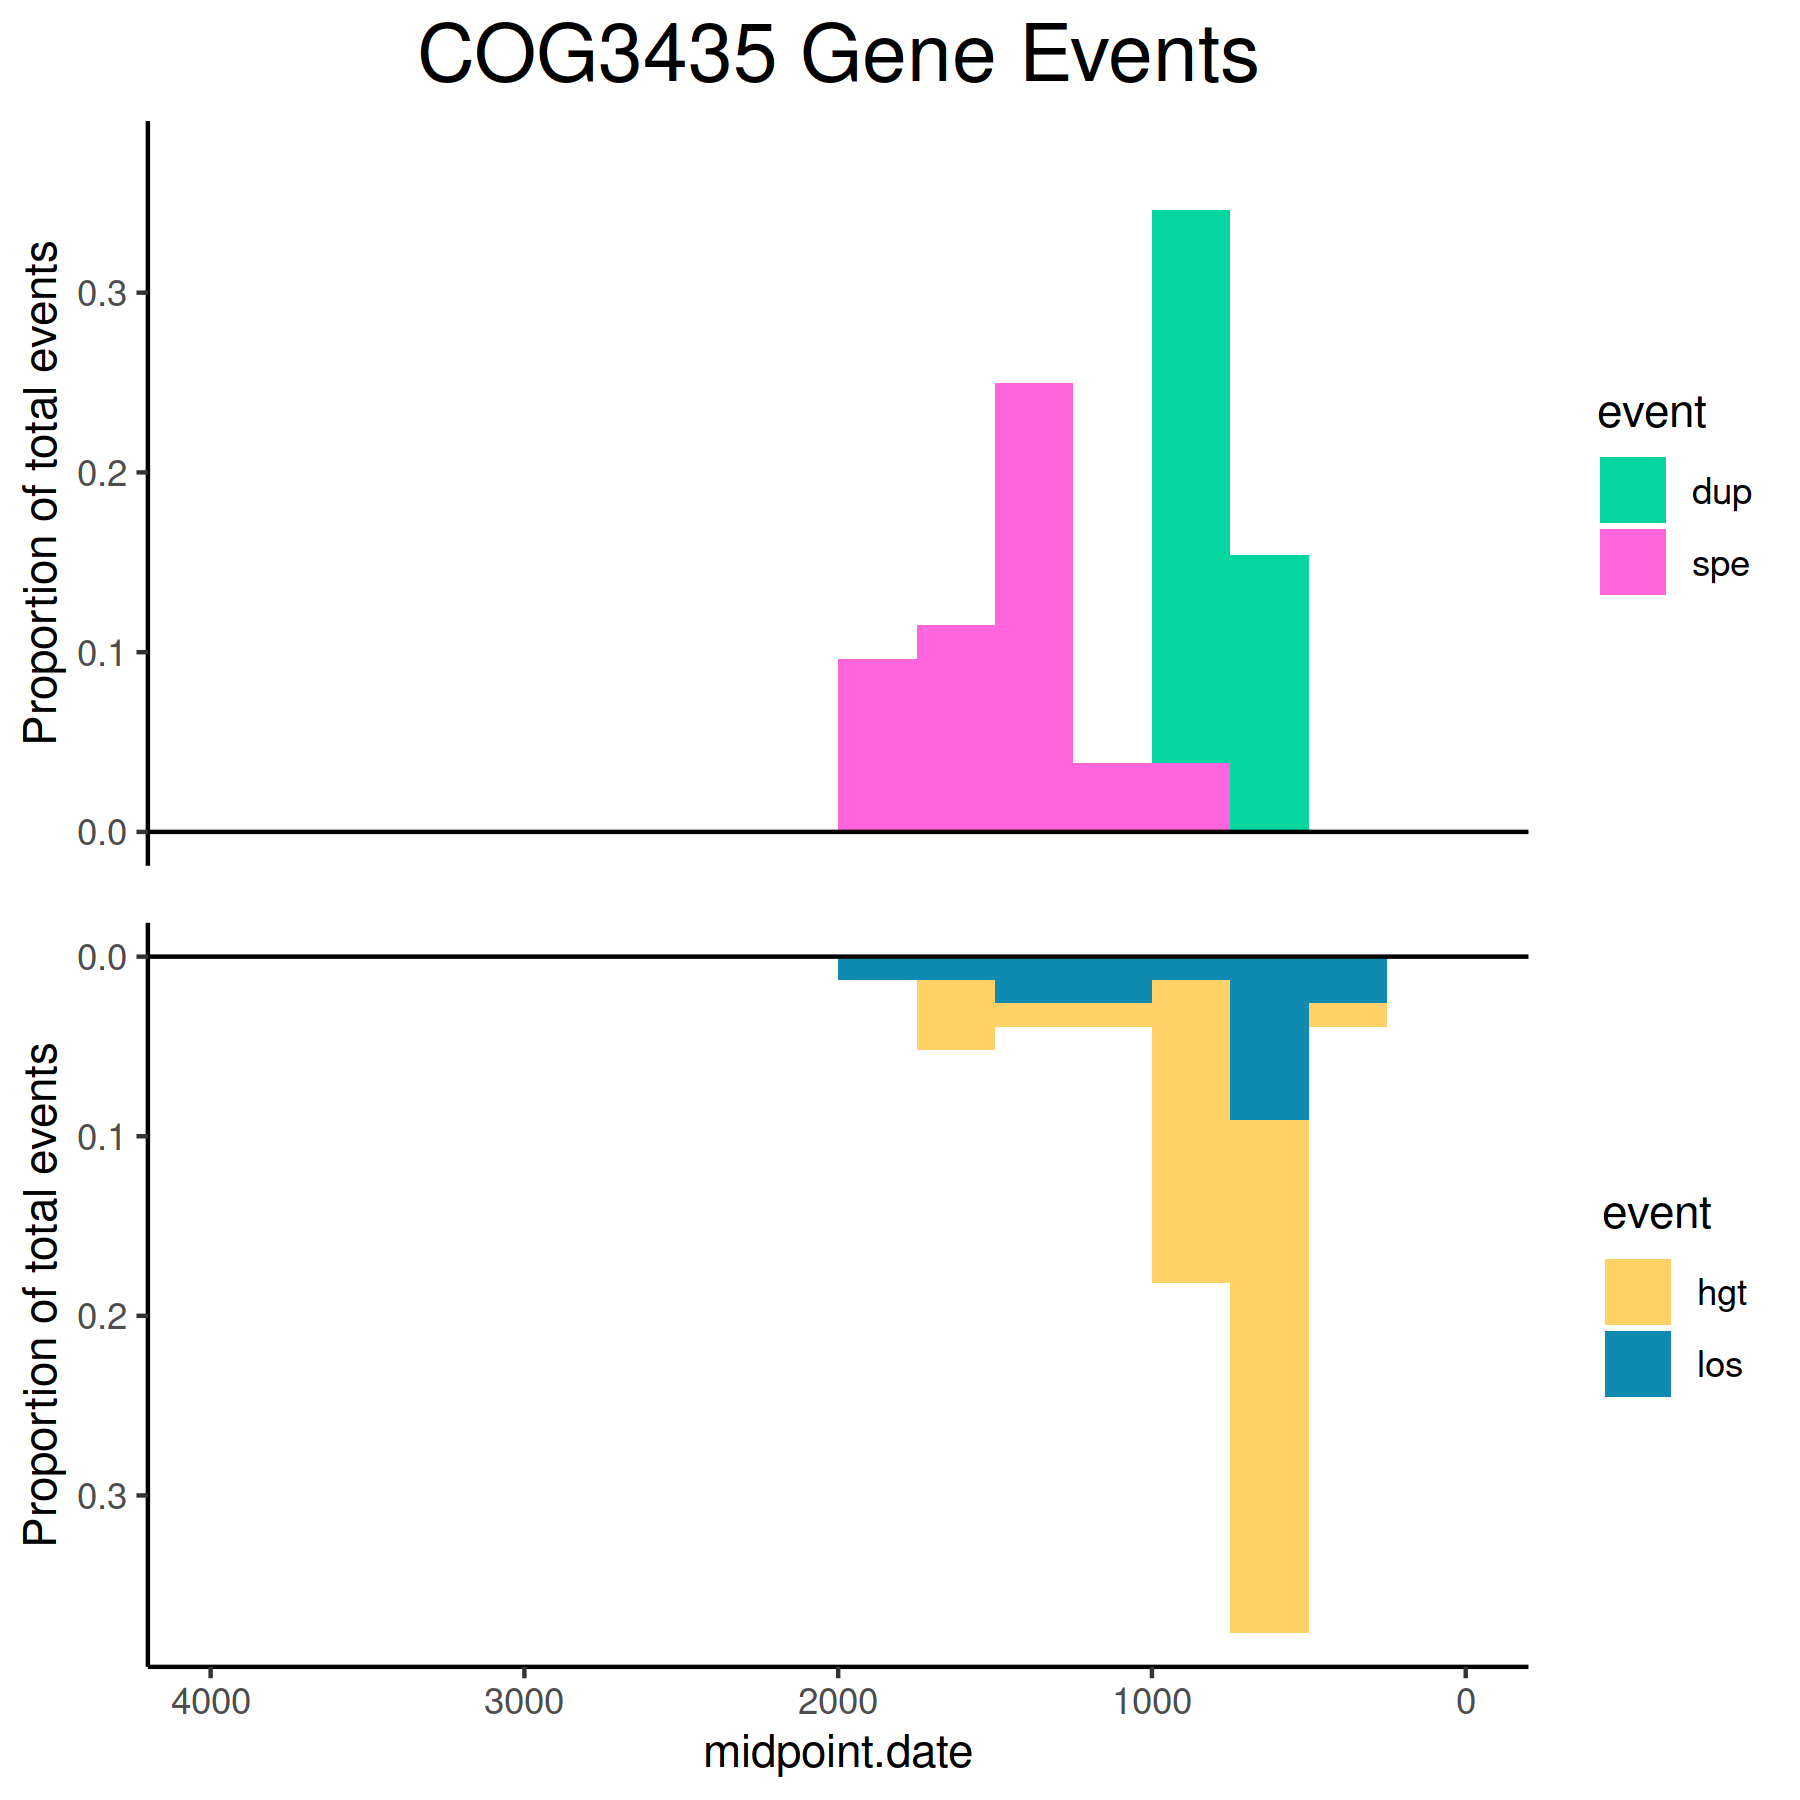 COG3435 Gene Events
Proportion of total events
0.3
0.2
0.1
0.0
event
dup
spe
Proportion of total events
0.0
0.1
0.2
0.3
event
hgt
los
4000 3000 2000 1000 0
midpoint.date